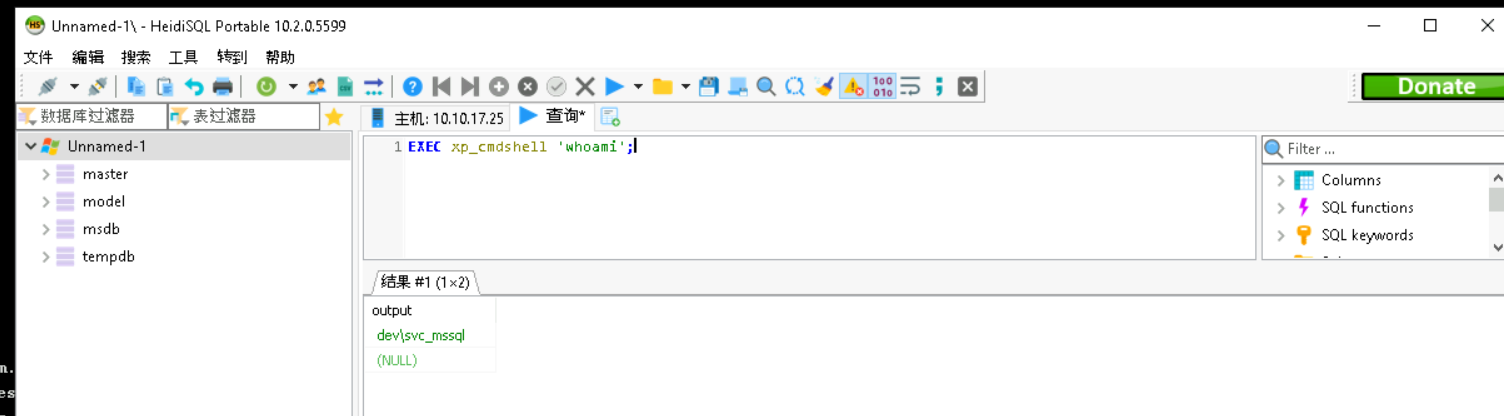 Unnamed-1\ - HeidiSQL Portable 10.2.0.5599
文件 编辑 搜索 工具 转到 帮助
Donate
数据库过滤器 表过滤器 主机: 10.10.17.25 查询*
Unnamed-1
master
model
msdb
tempdb
1 EXEC xp_cmdshell 'whoami';
Filter ...
Columns
SQL functions
SQL keywords
结果 #1 (1×2)
output
dev\svc_mssql
(NULL)
n.
es